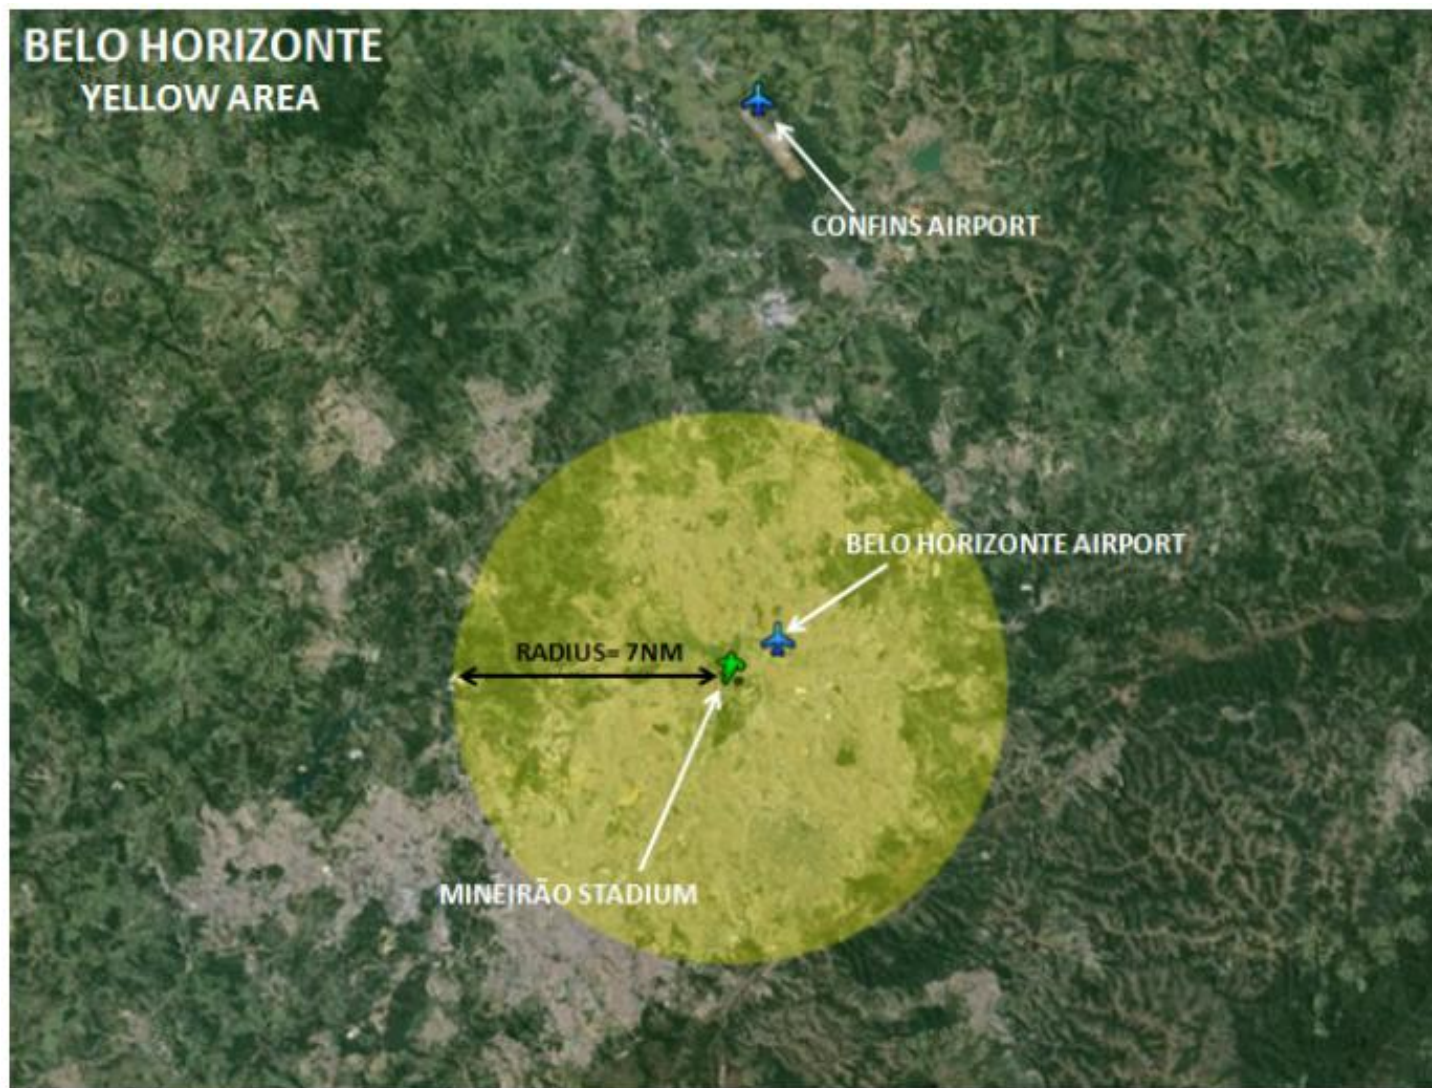 BELO HORIZONTE
YELLOW AREA
CONFINS AIRPORT
BELO HORIZONTE AIRPORT
RADIUS= 7NM
MINEIRÃO STADIUM